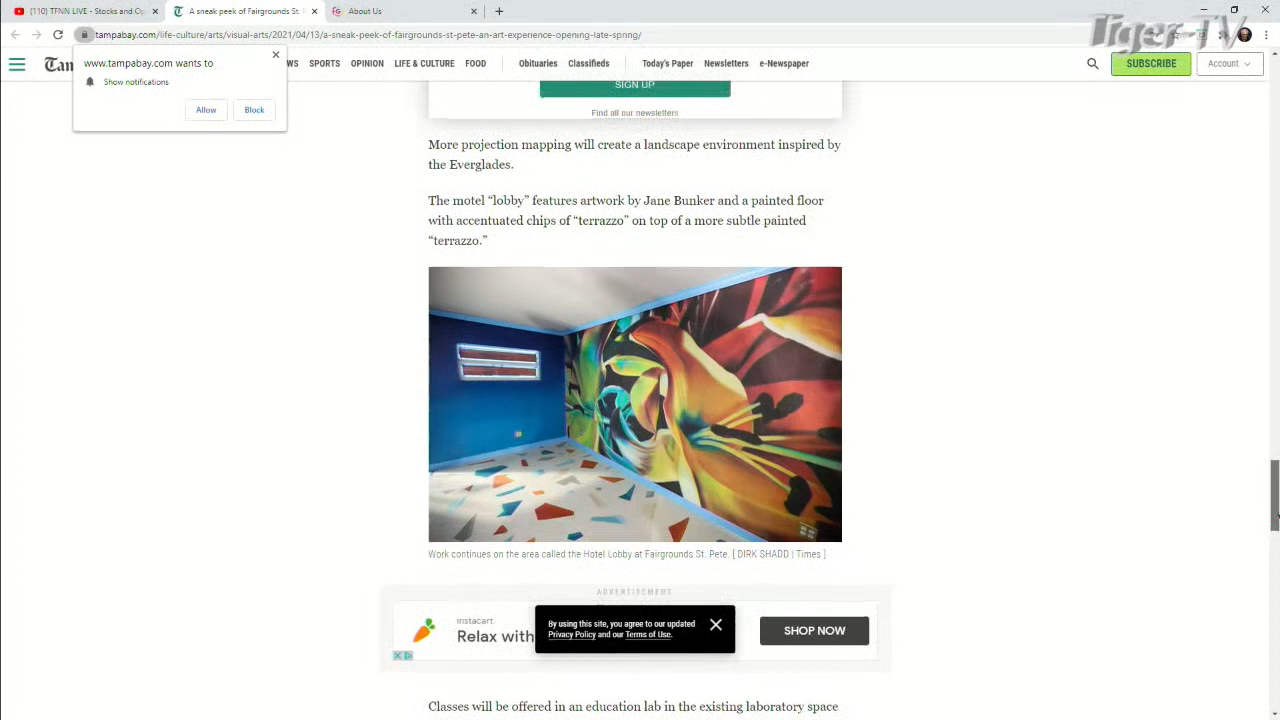 (110) TFNN LIVE - Stocks and Op
A sneak peek of Fairgrounds St. P
About Us
Tiger TV
tampabay.com/life-culture/arts/visual-arts/2021/04/13/a-sneak-peek-of-fairgrounds-st-pete-an-art-experience-opening-late-spring/
www.tampabay.com wants to
Show notifications
Allow
Block
SPORTS
OPINION
LIFE & CULTURE
FOOD
Obituaries
Classifieds
Today's Paper
Newsletters
e-Newspaper
SUBSCRIBE
Account
SIGN UP
Find all our newsletters
More projection mapping will create a landscape environment inspired by
the Everglades.
The motel “lobby” features artwork by Jane Bunker and a painted floor
with accentuated chips of “terrazzo” on top of a more subtle painted
“terrazzo.”
Work continues on the area called the Hotel Lobby at Fairgrounds St. Pete. [ DIRK SHADD | Times ]
ADVERTISEMENT
instacart.
Relax with
By using this site, you agree to our updated
Privacy Policy and our Terms of Use.
SHOP NOW
Classes will be offered in an education lab in the existing laboratory space